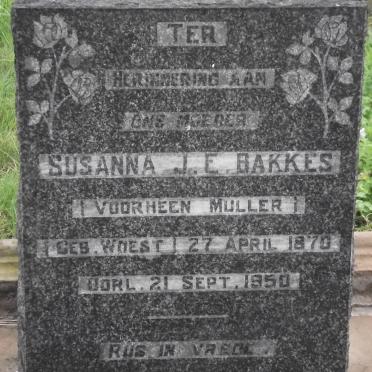 TER
HERINNERING AAN
ONS MOEDER
SUSANNA J. E. BAKKES
(VOORHEEN MULLER)
(GEB. WOEST) 27 APRIL 1870
OORL. 21 SEPT. 1950
RUS IN VREDE.